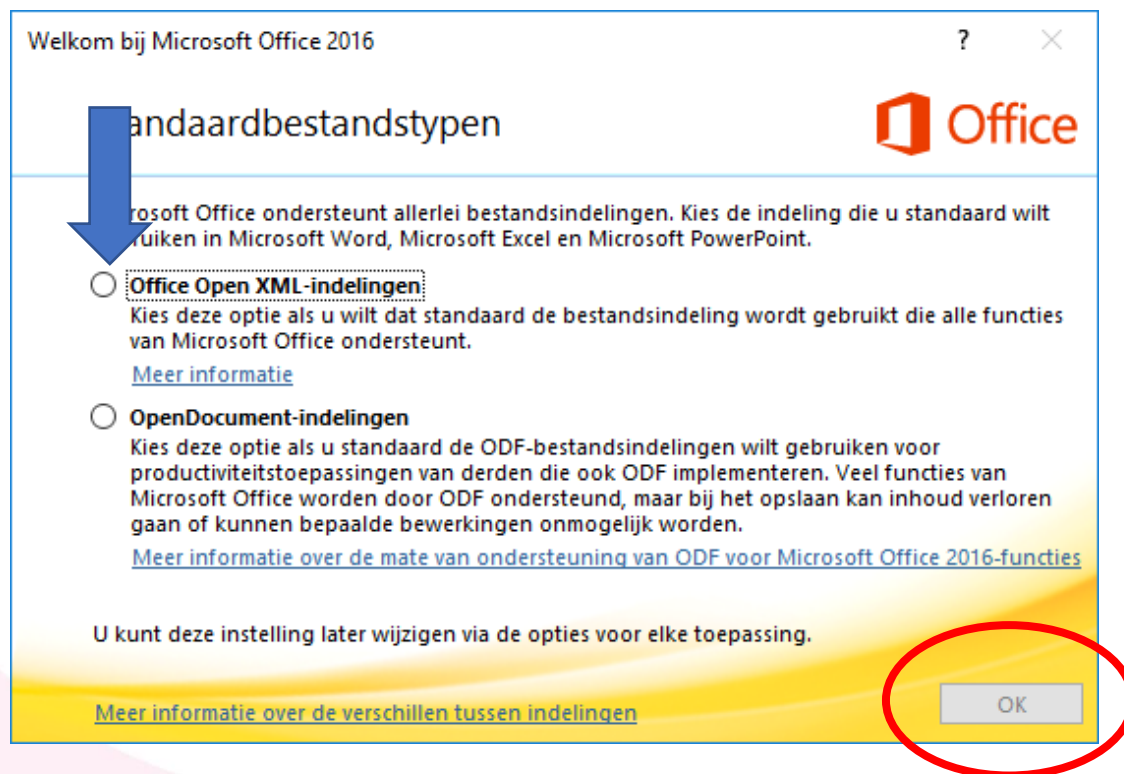 Welkom bij Microsoft Office 2016
?
andaardbestandstypen
Office
rosoft Office ondersteunt allerlei bestandsindelingen. Kies de indeling die u standaard wilt
ruiken in Microsoft Word, Microsoft Excel en Microsoft PowerPoint.
Office Open XML-indelingen
Kies deze optie als u wilt dat standaard de bestandsindeling wordt gebruikt die alle functies
van Microsoft Office ondersteunt.
Meer informatie
OpenDocument-indelingen
Kies deze optie als u standaard de ODF-bestandsindelingen wilt gebruiken voor
productiviteitstoepassingen van derden die ook ODF implementeren. Veel functies van
Microsoft Office worden door ODF ondersteund, maar bij het opslaan kan inhoud verloren
gaan of kunnen bepaalde bewerkingen onmogelijk worden.
Meer informatie over de mate van ondersteuning van ODF voor Microsoft Office 2016-functies
U kunt deze instelling later wijzigen via de opties voor elke toepassing.
Meer informatie over de verschillen tussen indelingen
OK